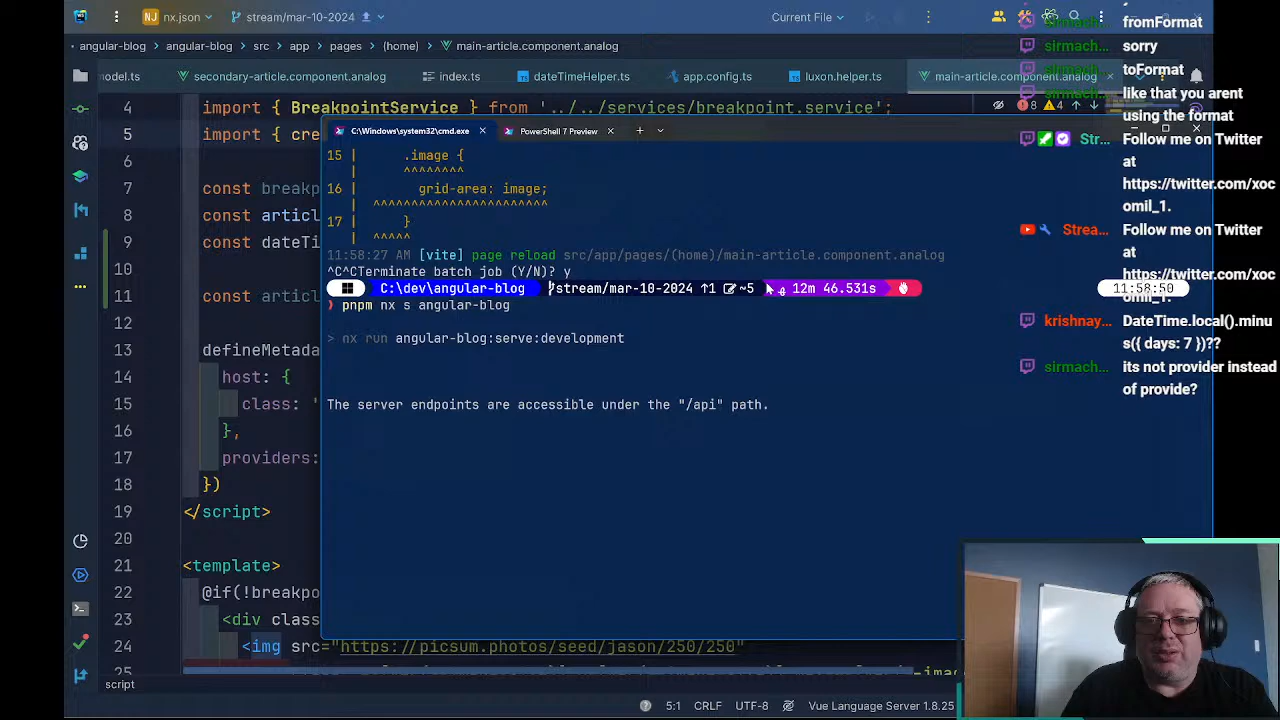 NJ nx.json
stream/mar-10-2024
Current File
angular-blog
angular-blog
src
app
pages
(home)
main-article.component.analog
nodel.ts
secondary-article.component.analog
index.ts
dateTimeHelper.ts
app.config.ts
luxon.helper.ts
main-article.component.analog
4 import { BreakpointService } from '../../services/breakpoint.service';
8
4
5 import { cre
6
7 const breakp
8 const articl
9 const dateTi
10
11 const articl
12
13 defineMetada
14 host: {
15 class: '
16 },
17 providers:
18 })
19 </script>
20
21 <template>
22 @if(!breakpo
23 <div class
24 <img src="https://picsum.photos/seed/jason/250/250"
25
script
C:\Windows\system32\cmd.exe
PowerShell 7 Preview
15 | .image {
| ^^^^^^^^
16 | grid-area: image;
| ^^^^^^^^^^^^^^^^^^^^^^^
17 | }
| ^^^^^
11:58:27 AM [vite] page reload src/app/pages/(home)/main-article.component.analog
^C^CTerminate batch job (Y/N)? y
C:\dev\angular-blog stream/mar-10-2024 ↑1 ~5 12m 46.531s 11:58:50
❯ pnpm nx s angular-blog
> nx run angular-blog:serve:development
The server endpoints are accessible under the "/api" path.
fromFormat
sirmach... sorry
sirmach... toFormat
sirmach... like that you arent
using the format
Str... Follow me on Twitter
at
https://twitter.com/xoc
omil_1.
Strea... Follow me on Twitter
at
https://twitter.com/xoc
omil_1.
krishnay... DateTime.local().minu
s({ days: 7 })??
sirmach... its not provider instead
of provide?
5:1 CRLF UTF-8 Vue Language Server 1.8.25